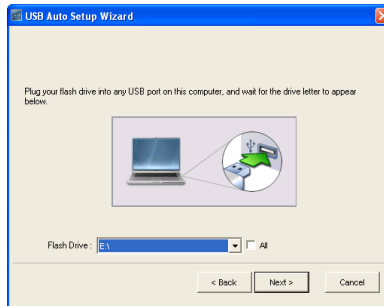 USB Auto Setup Wizard
Plug your flash drive into any USB port on this computer, and wait for the drive letter to appear
below.
Flash Drive : E:\ All
< Back Next > Cancel